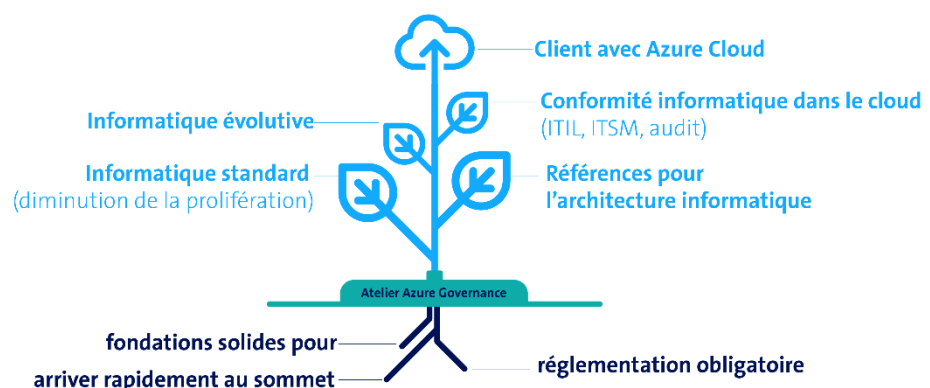 Client avec Azure Cloud
Conformité informatique dans le cloud
(ITIL, ITSM, audit)
Informatique évolutive
Informatique standard
(diminution de la prolifération)
Références pour
l'architecture informatique
Atelier Azure Governance
fondations solides pour
arriver rapidement au sommet
réglementation obligatoire